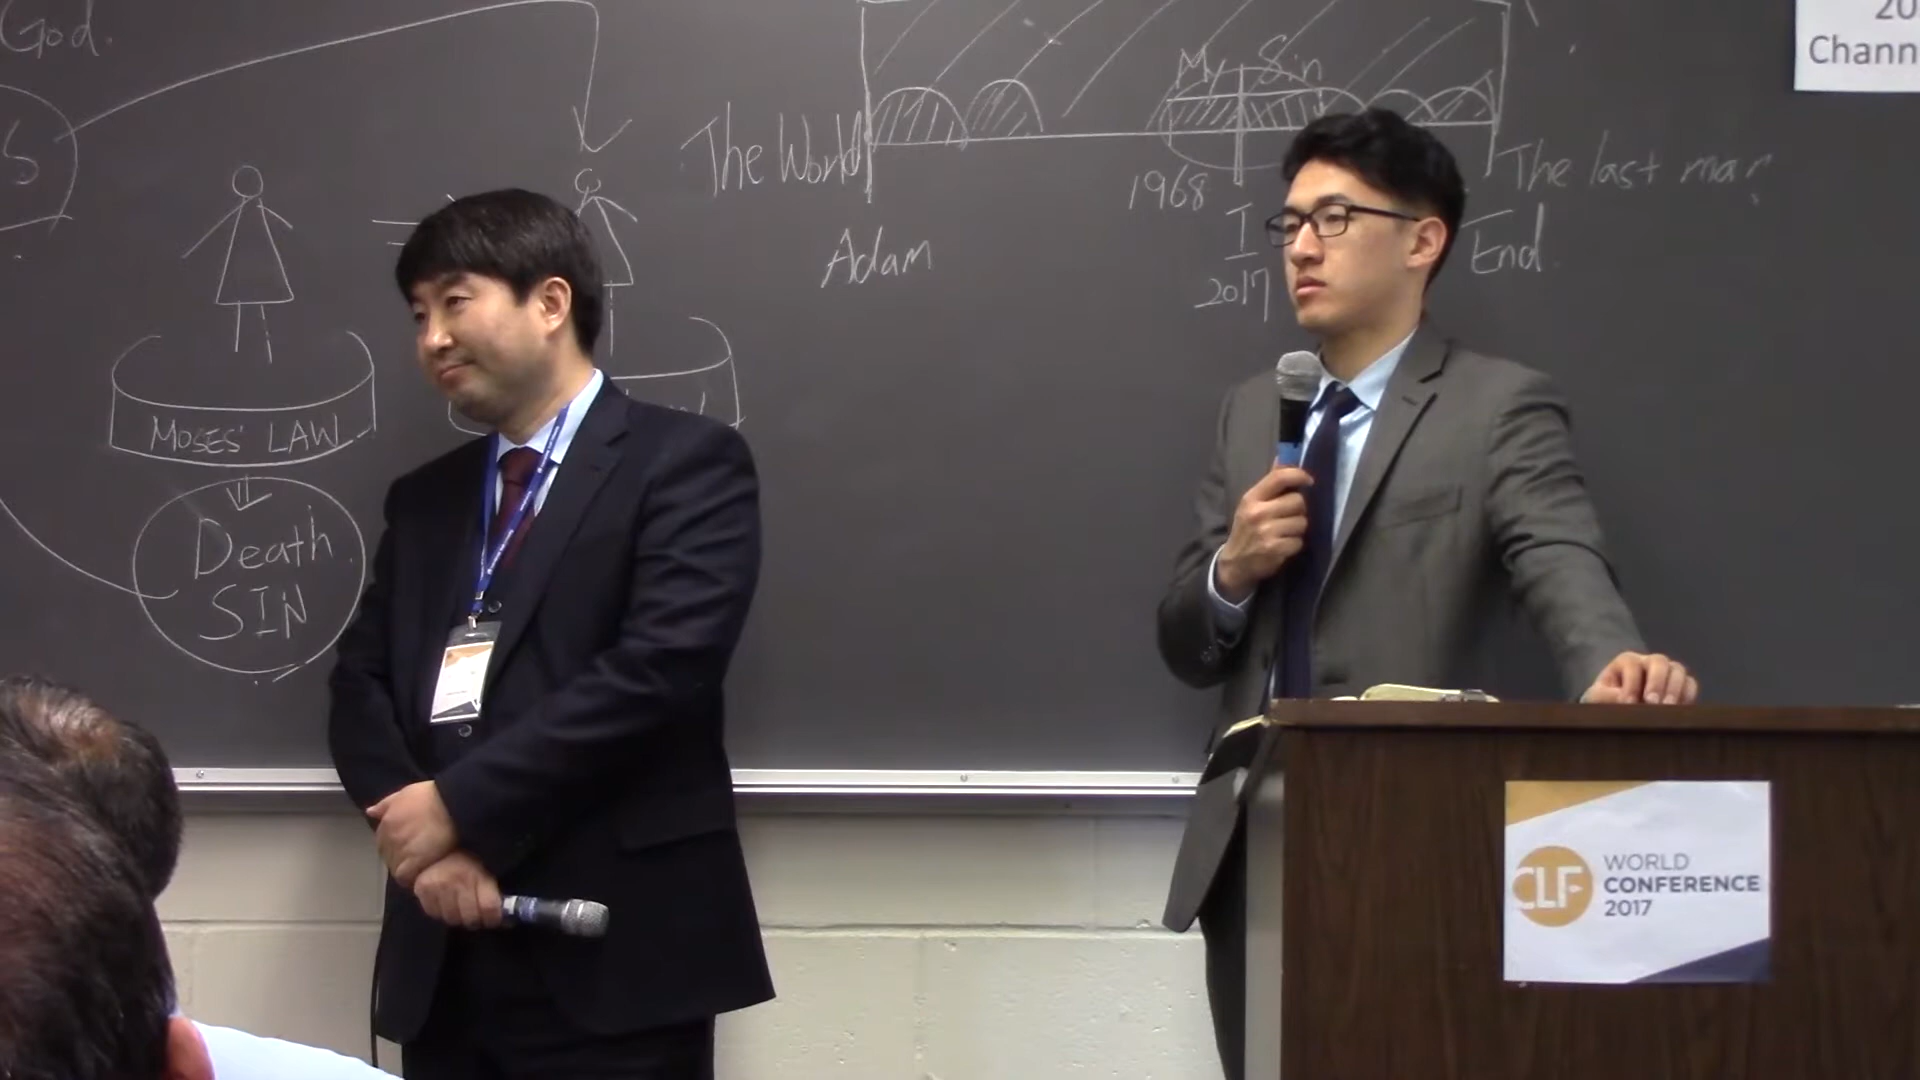 God.
S
MOSES' LAW
Death
SIN
The World
Adam
My Sin
1968
I
2017
The last man
End.
20
Chann
CLF
WORLD
CONFERENCE
2017